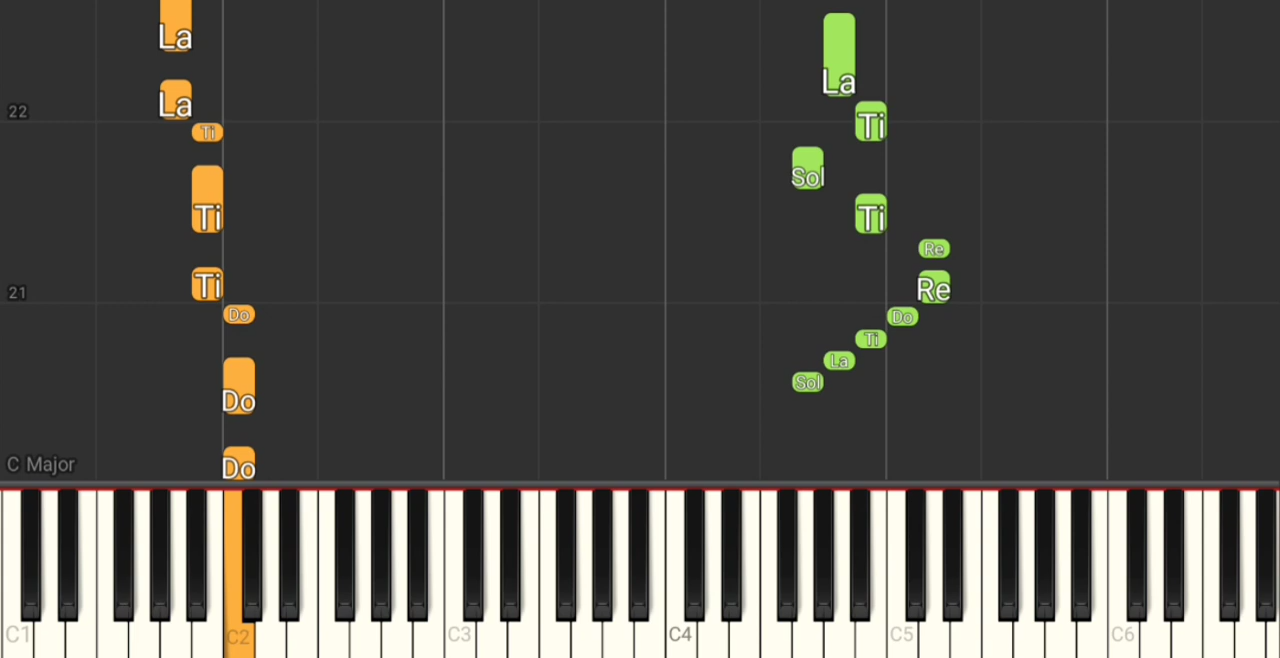 La
La
La
22
Ti
Ti
Sol
Ti
Ti
Re
Ti
Re
21
Do
Do
Ti
La
Sol
Do
C Major
Do
C1
C2
C3
C4
C5
C6